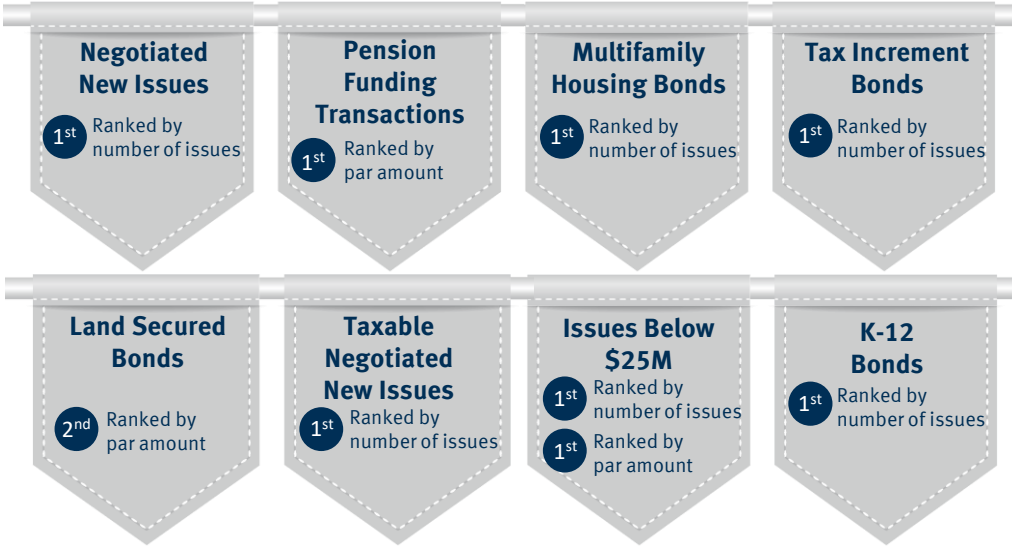 Negotiated
New Issues
1st Ranked by
number of issues
Pension
Funding
Transactions
1st Ranked by
par amount
Multifamily
Housing Bonds
1st Ranked by
number of issues
Tax Increment
Bonds
1st Ranked by
number of issues
Land Secured
Bonds
2nd Ranked by
par amount
Taxable
Negotiated
New Issues
1st Ranked by
number of issues
Issues Below
$25M
1st Ranked by
number of issues
1st Ranked by
par amount
K-12
Bonds
1st Ranked by
number of issues